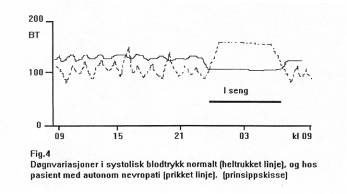 200
BT
100
I seng
0
09 15 21 03 kl 09
Fig.4
Døgnvariasjoner i systolisk blodtrykk normalt (heltrukket linje), og hos
pasient med autonom nevropati (prikket linje). (prinsippskisse)